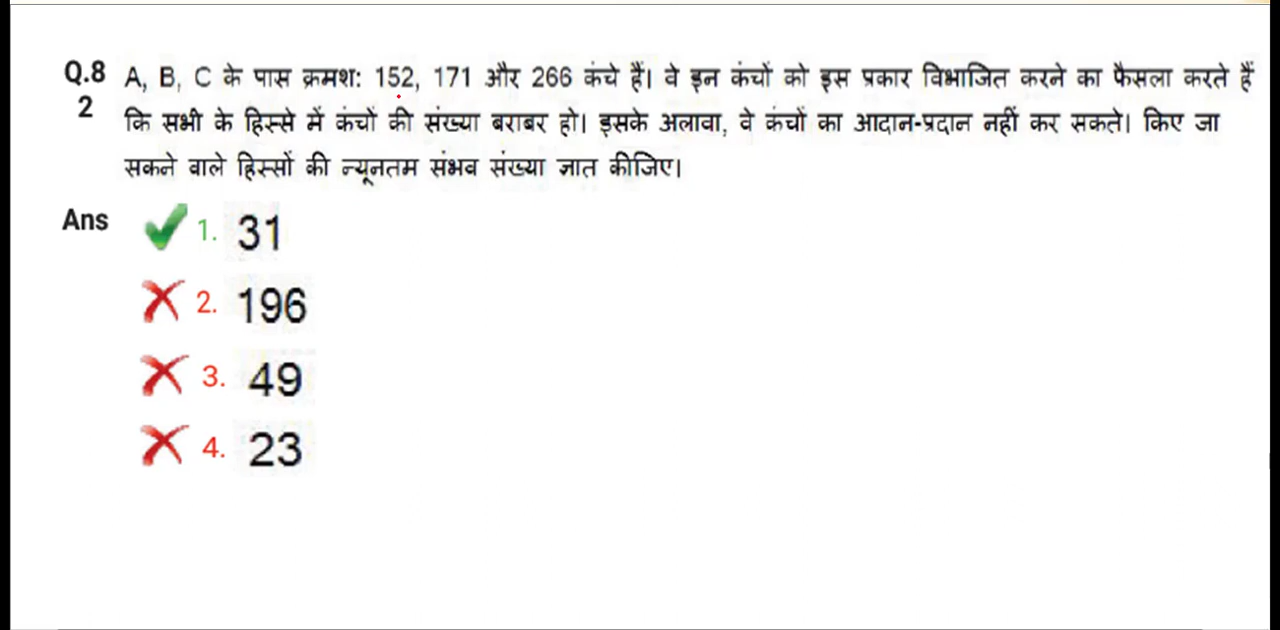 Q.8 A, B, C के पास क्रमश: 152, 171 और 266 कंचे हैं। वे इन कंचों को इस प्रकार विभाजित करने का फैसला करते हैं
2 कि सभी के हिस्से में कंचों की संख्या बराबर हो। इसके अलावा, वे कंचों का आदान-प्रदान नहीं कर सकते। किए जा
सकने वाले हिस्सों की न्यूनतम संभव संख्या ज्ञात कीजिए।
Ans 1. 31
2. 196
3. 49
4. 23